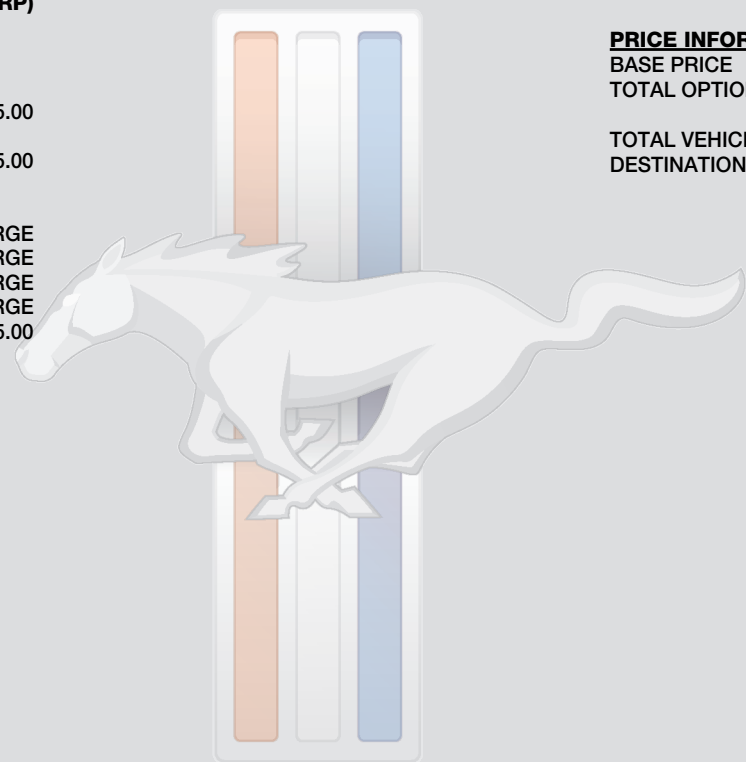 RP)
5.00
5.00
RGE
RGE
RGE
RGE
5.00
PRICE INFOR
BASE PRICE
TOTAL OPTIO
TOTAL VEHICL
DESTINATION